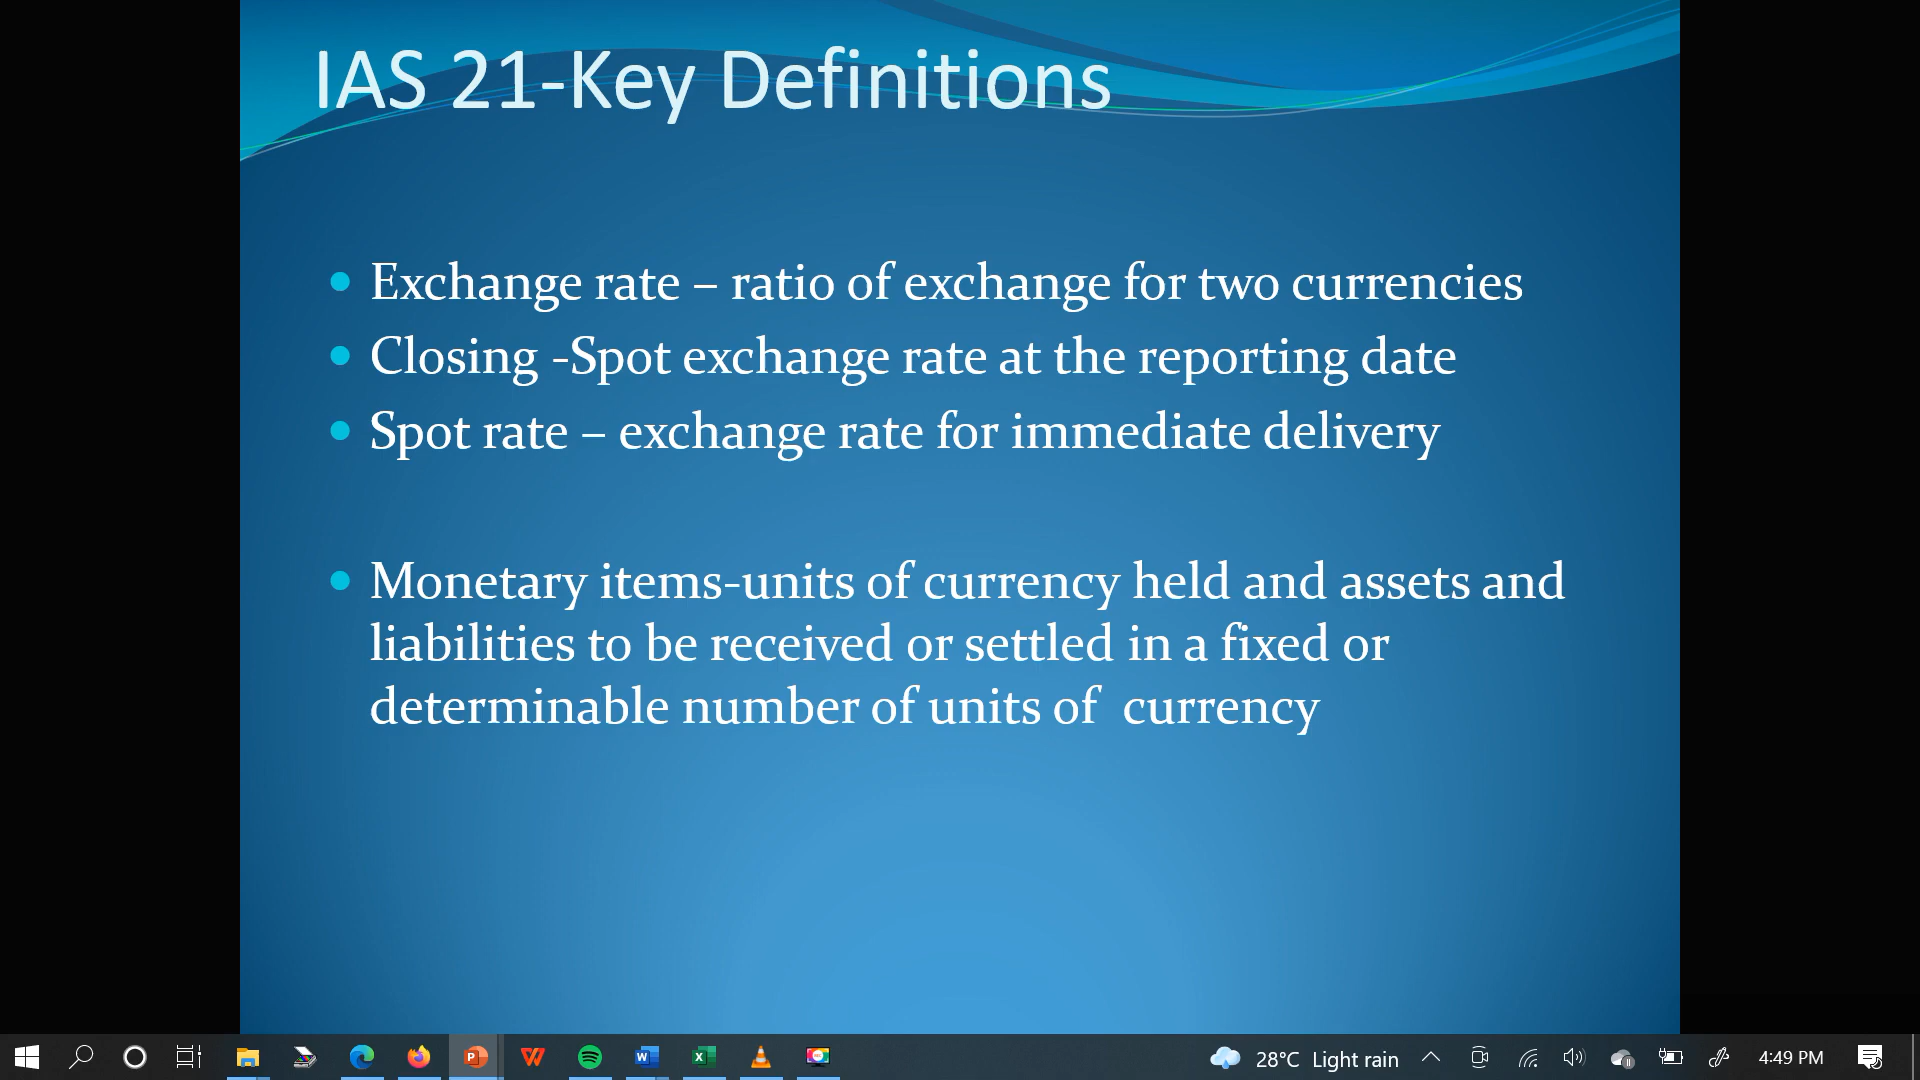 IAS 21-Key Definitions
Exchange rate – ratio of exchange for two currencies
Closing -Spot exchange rate at the reporting date
Spot rate – exchange rate for immediate delivery
Monetary items-units of currency held and assets and
liabilities to be received or settled in a fixed or
determinable number of units of  currency
28°C Light rain
4:49 PM